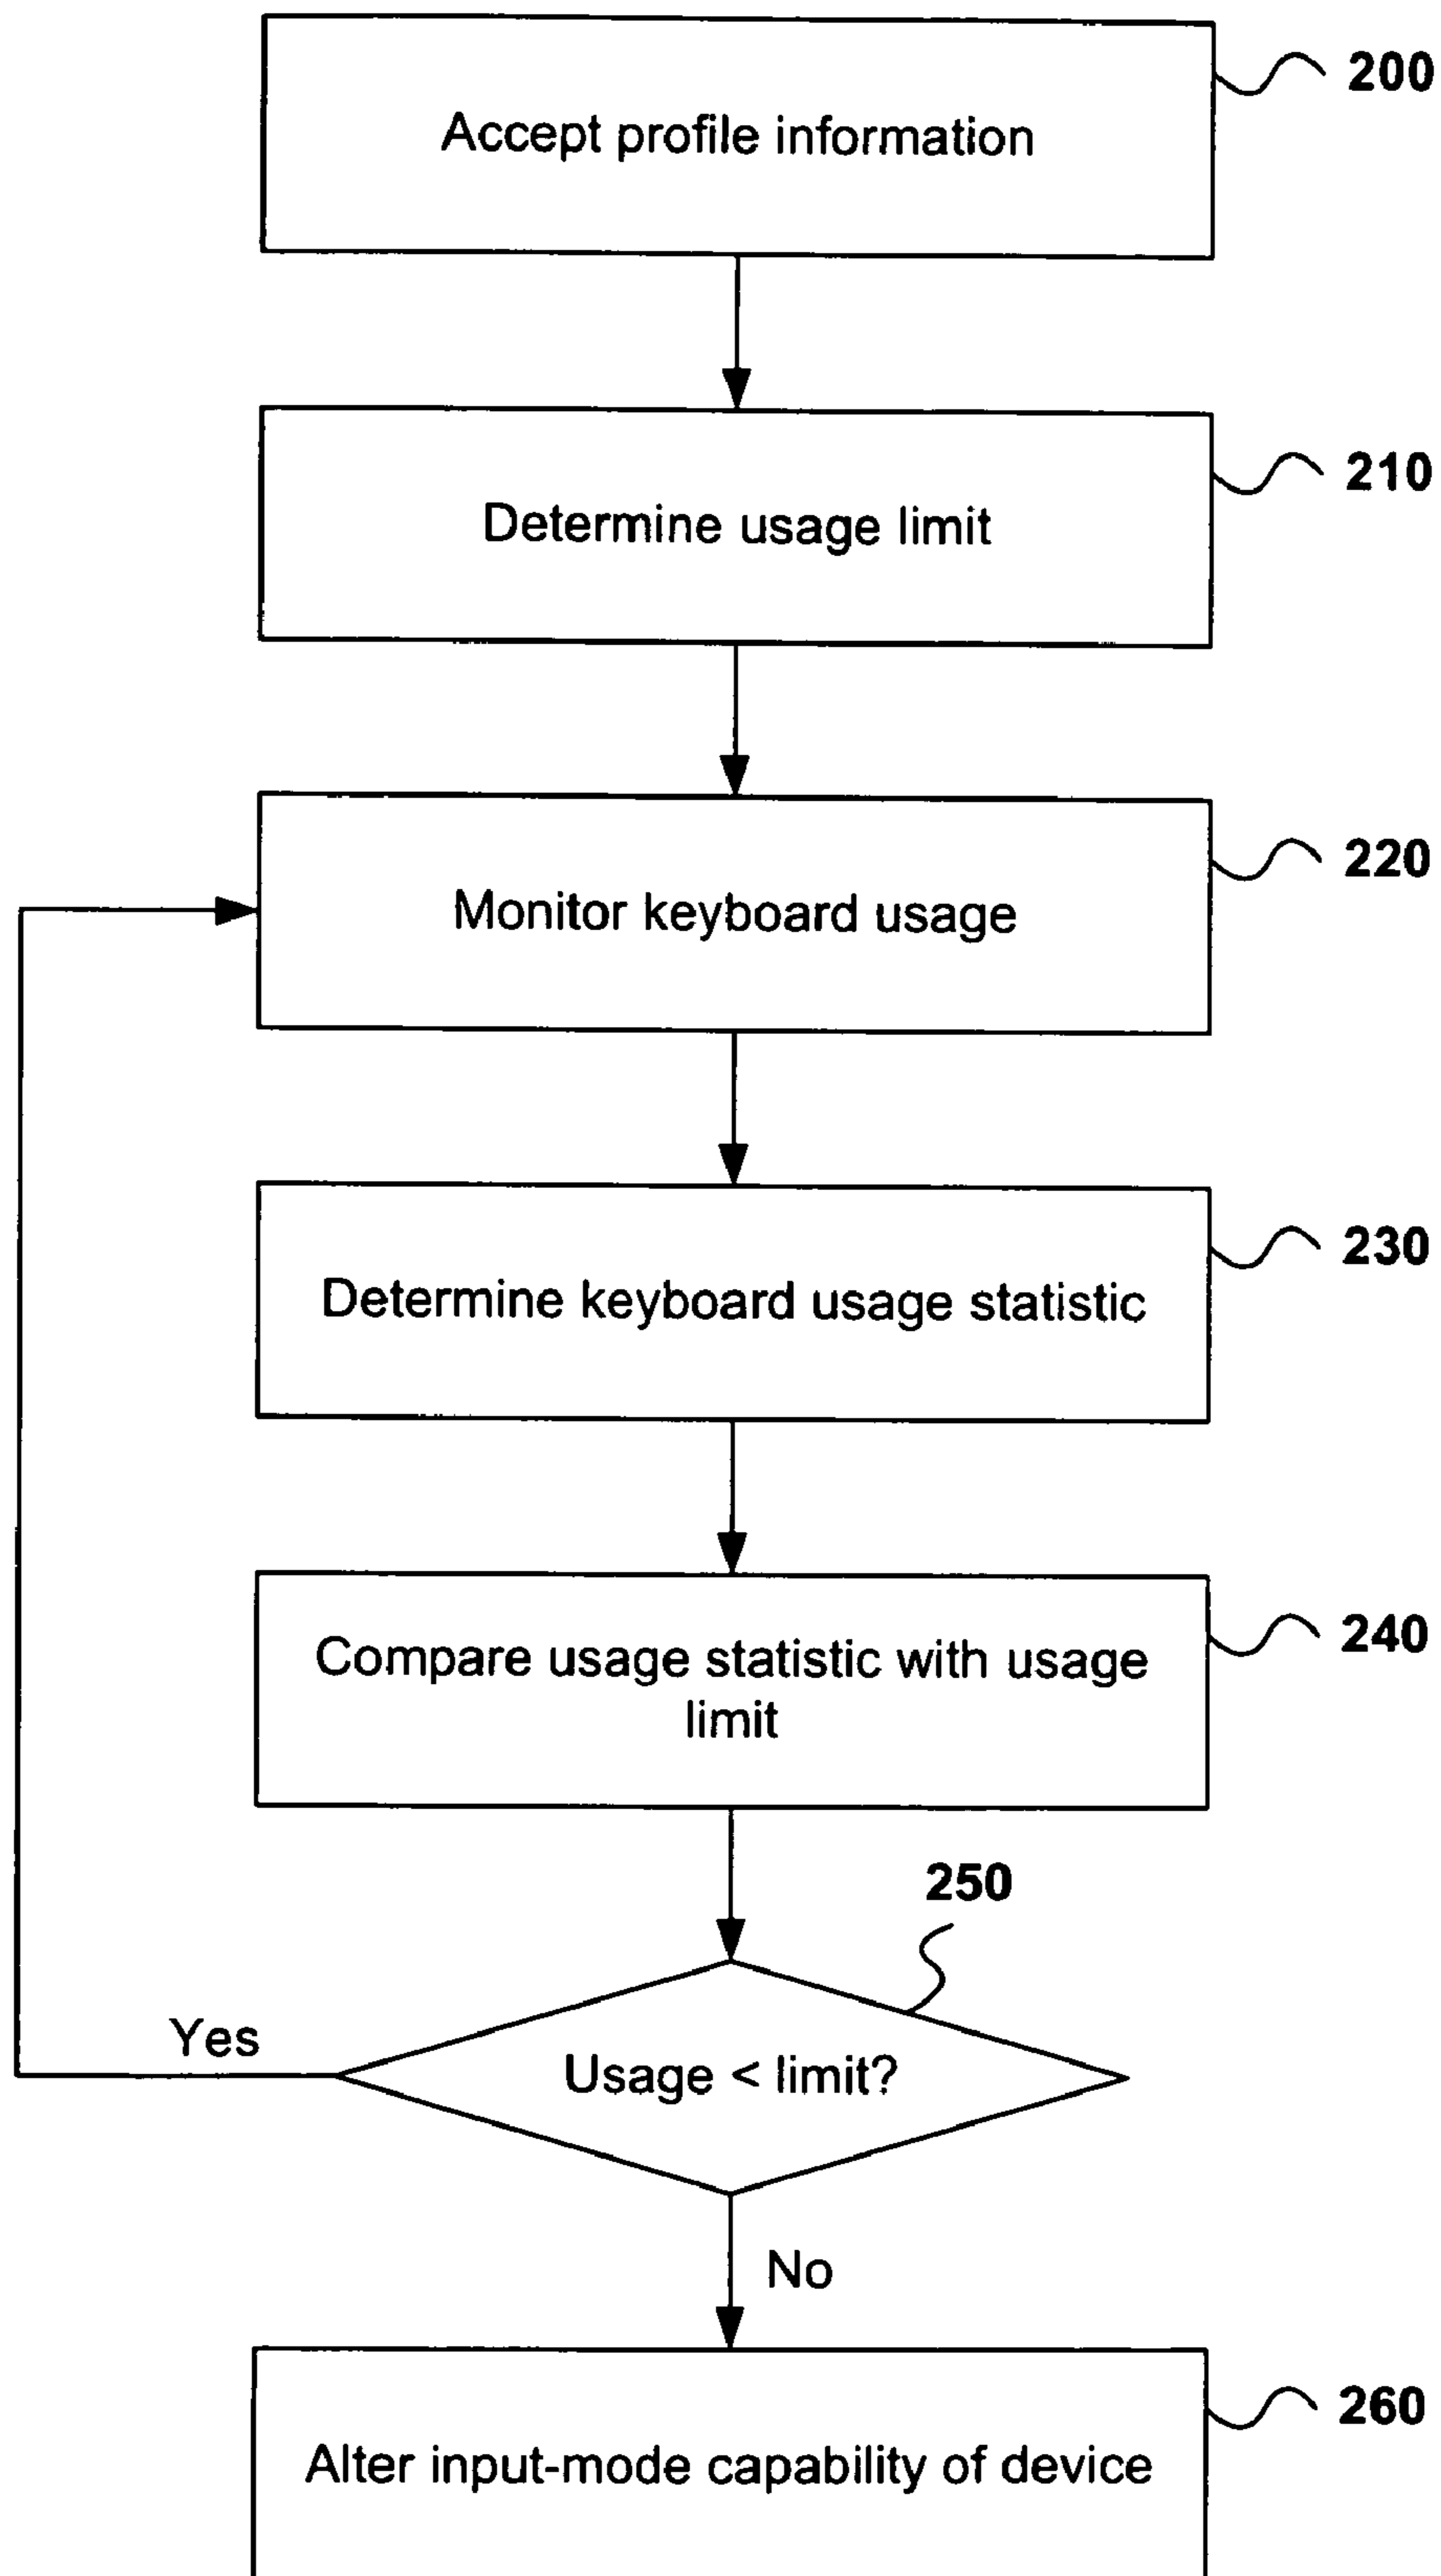 200
Accept profile information
210
Determine usage limit
220
Monitor keyboard usage
230
Determine keyboard usage statistic
240
Compare usage statistic with usage
limit
250
Yes
Usage < limit?
No
260
Alter input-mode capability of device